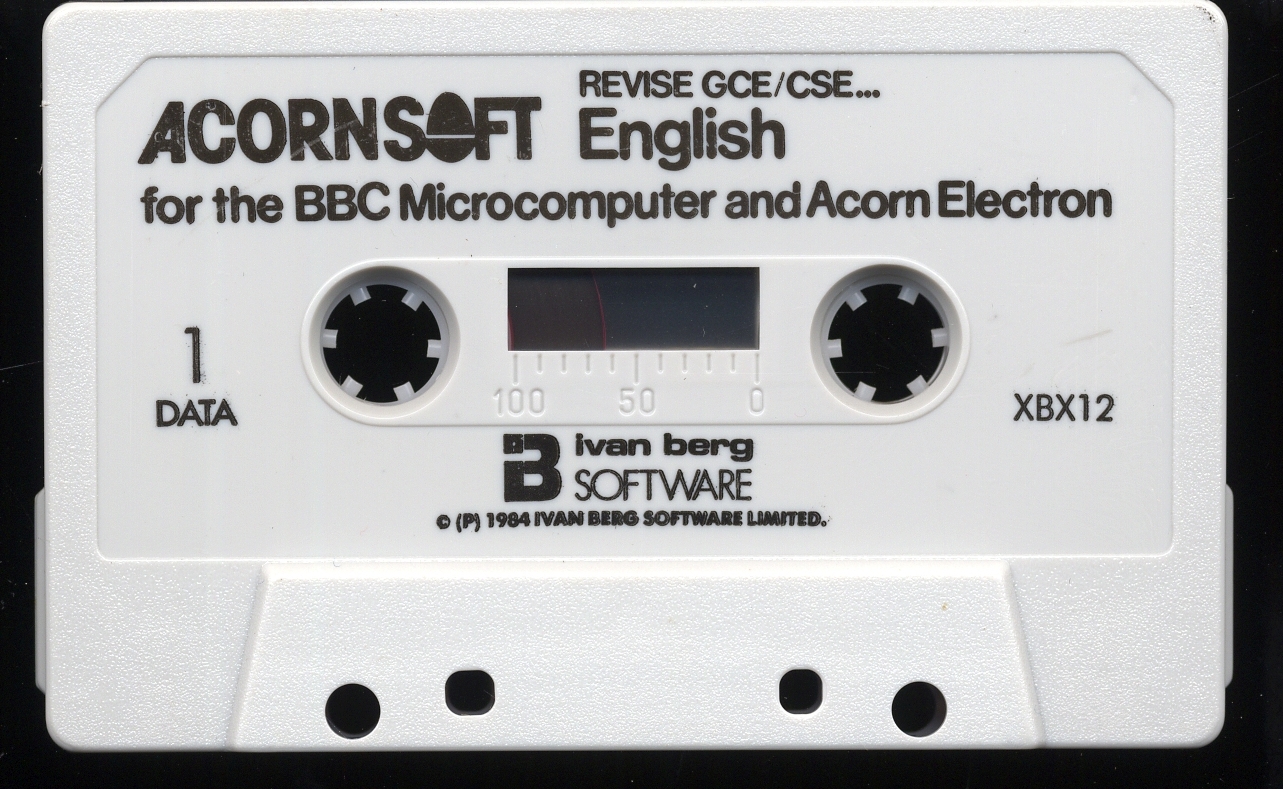 REVISE GCE/CSE...
ACORNSOFT English
for the BBC Microcomputer and Acorn Electron
1
DATA
100 50 0
XBX12
B ivan berg
SOFTWARE
© (P) 1984 IVAN BERG SOFTWARE LIMITED.